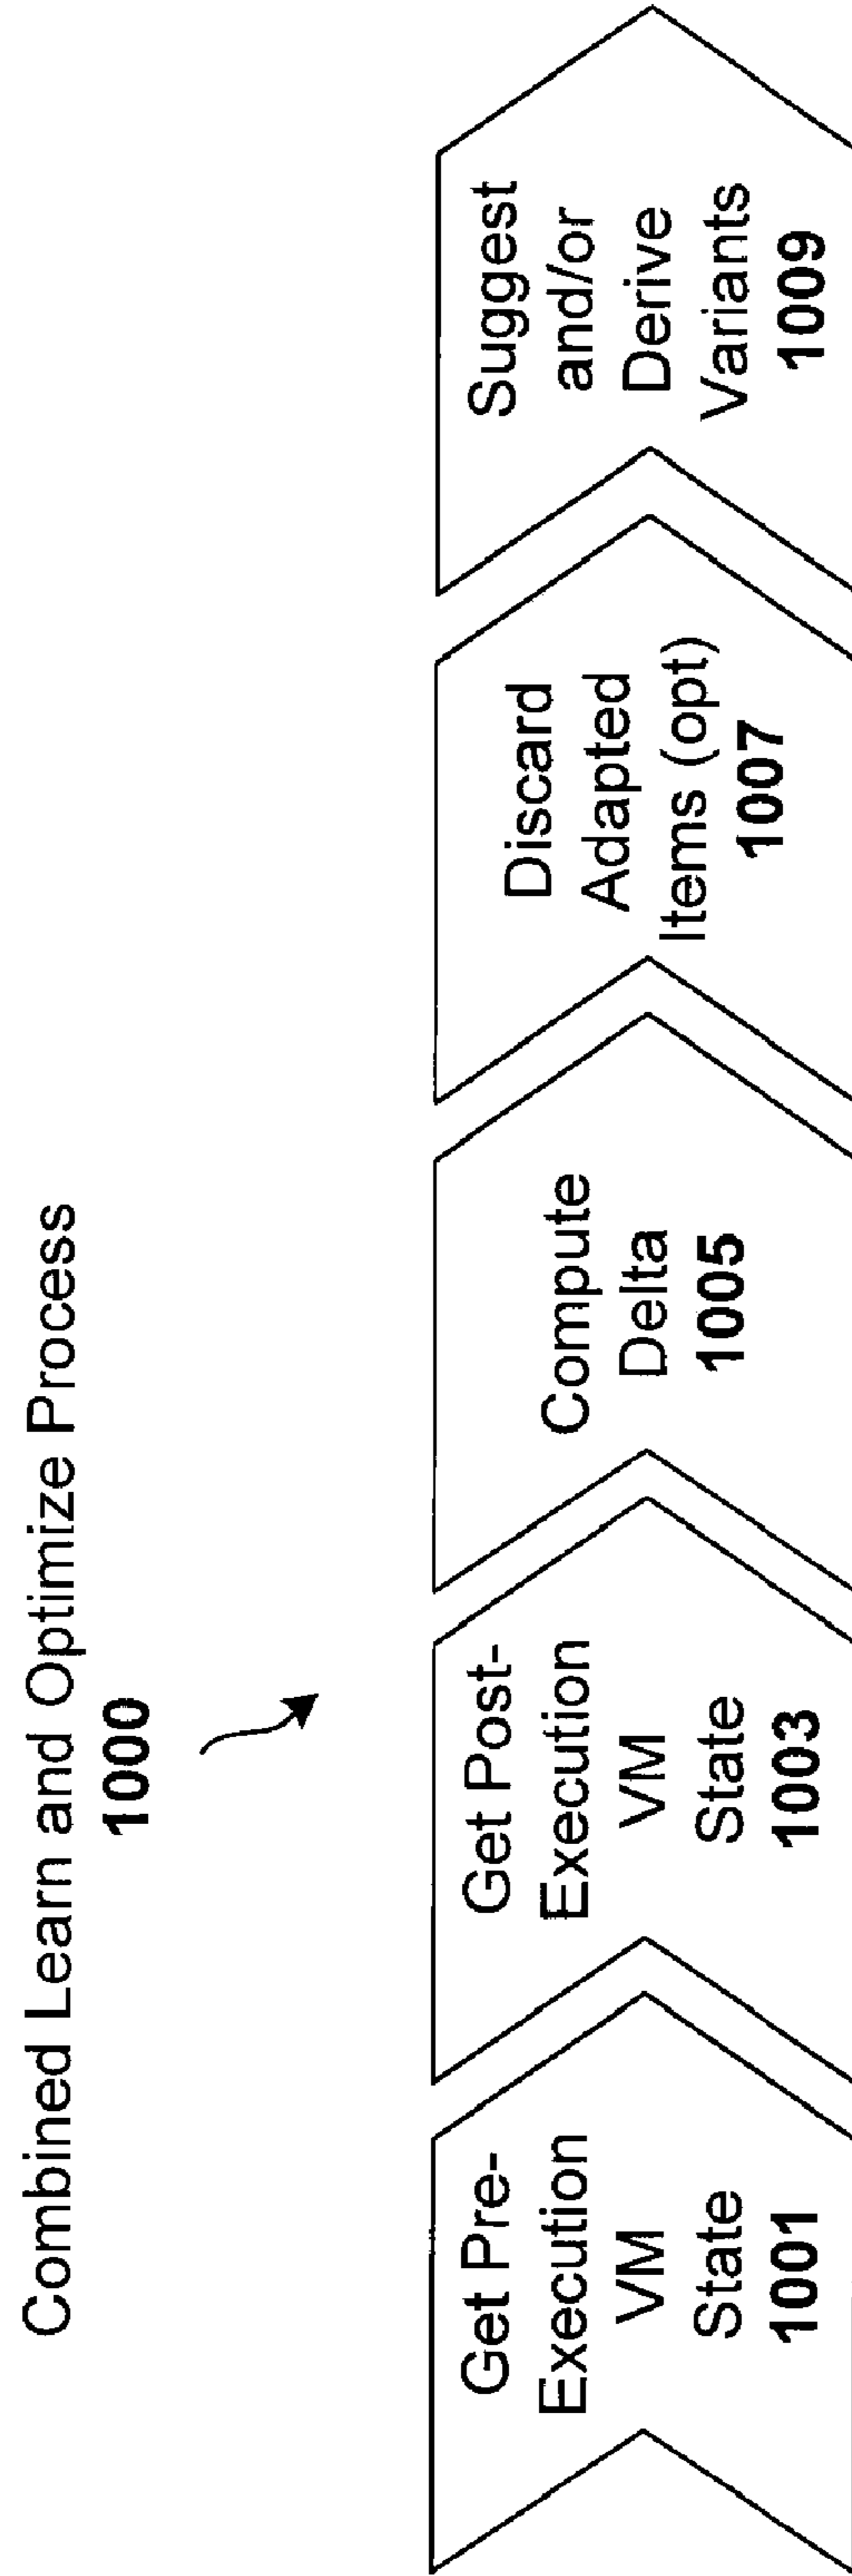 Combined Learn and Optimize Process
1000
Get Pre-
Execution
VM
State
1001
Get Post-
Execution
VM
State
1003
Compute
Delta
1005
Discard
Adapted
Items (opt)
1007
Suggest
and/or
Derive
Variants
1009